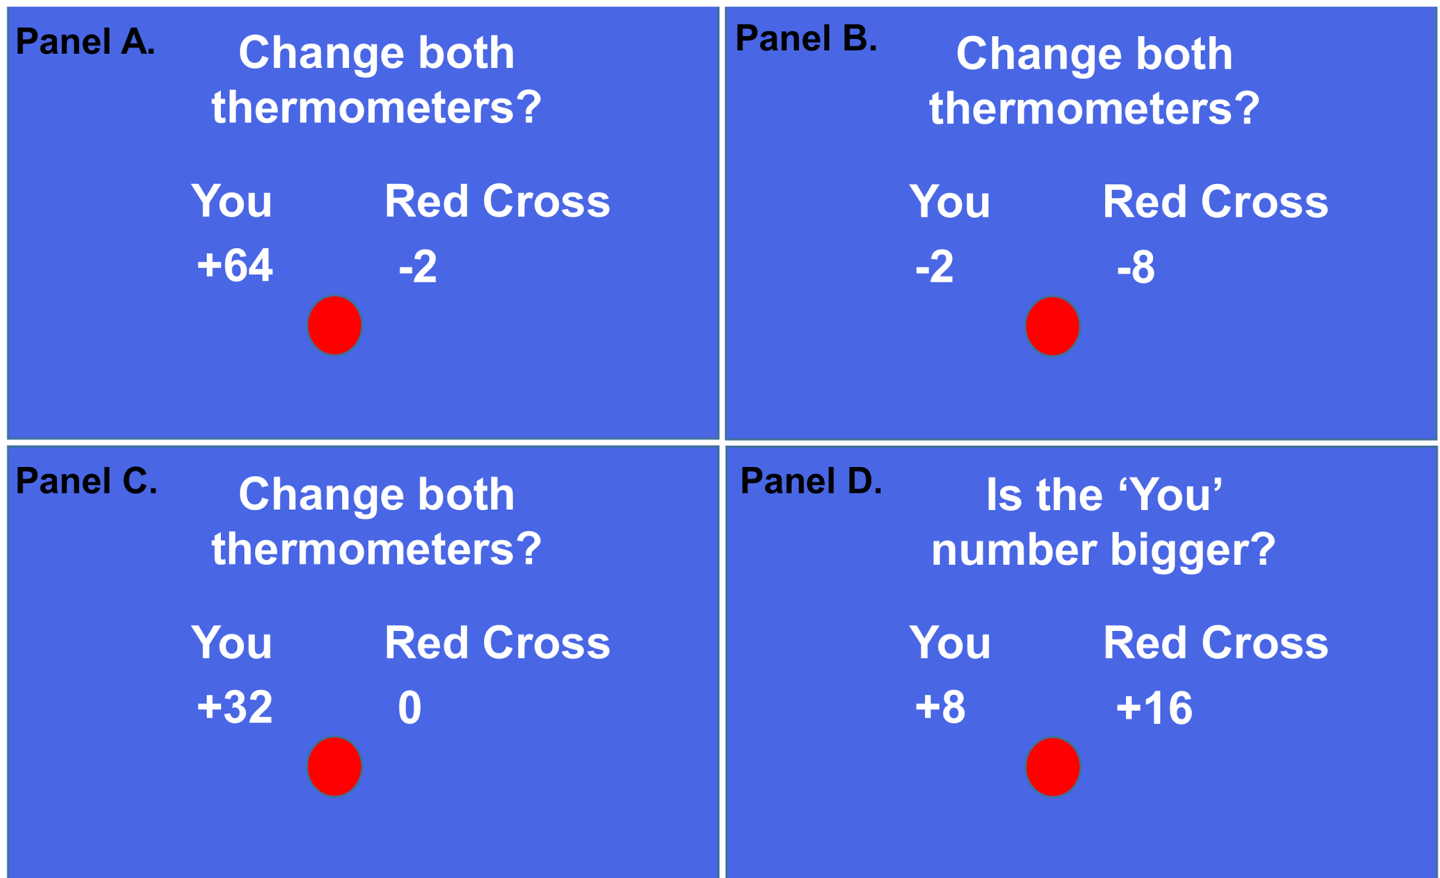 Panel A.
Change both
thermometers?
You Red Cross
+64 -2
Panel B.
Change both
thermometers?
You Red Cross
-2 -8
Panel C.
Change both
thermometers?
You Red Cross
+32 0
Panel D.
Is the ‘You’
number bigger?
You Red Cross
+8 +16